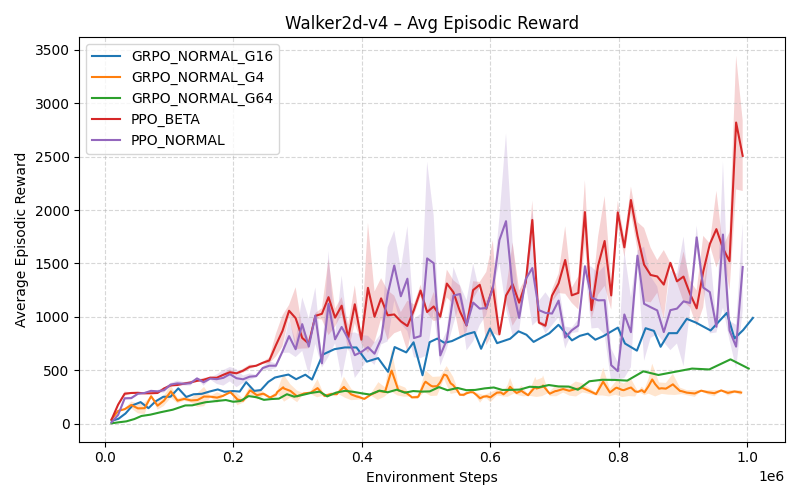 Walker2d-v4 – Avg Episodic Reward
GRPO_NORMAL_G16
GRPO_NORMAL_G4
GRPO_NORMAL_G64
PPO_BETA
PPO_NORMAL
Average Episodic Reward
3500
3000
2500
2000
1500
1000
500
0
0.0
0.2
0.4
0.6
0.8
1.0
1e6
Environment Steps